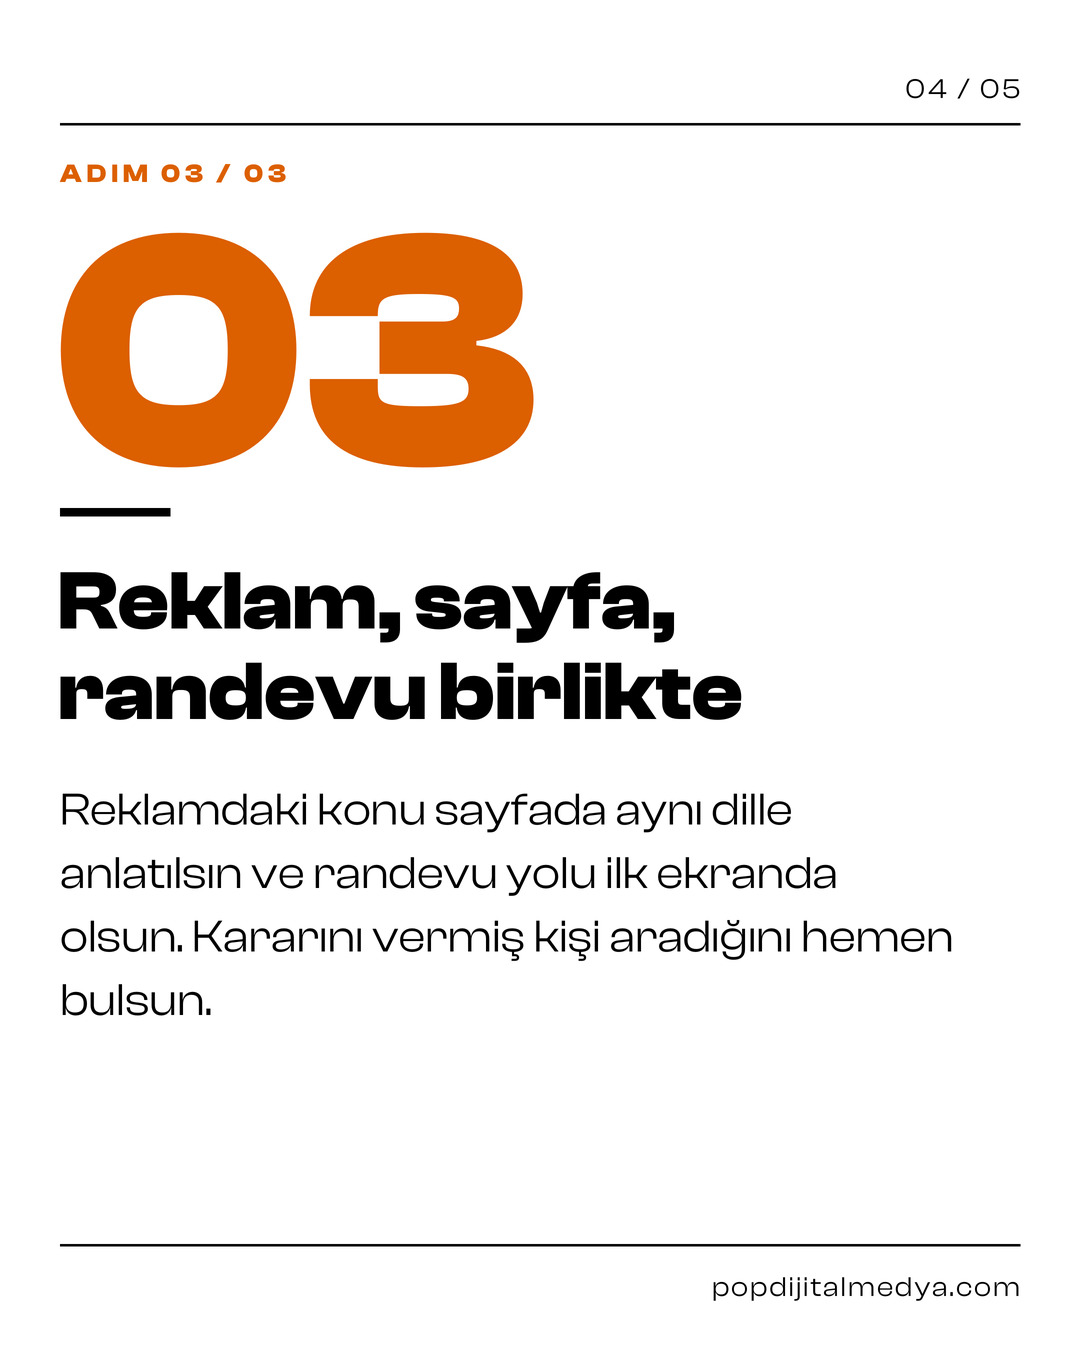 04 / 05
ADIM 03 / 03
03
Reklam, sayfa,
randevu birlikte
Reklamdaki konu sayfada aynı dille
anlatılsın ve randevu yolu ilk ekranda
olsun. Kararını vermiş kişi aradığını hemen
bulsun.
popdijitalmedya.com